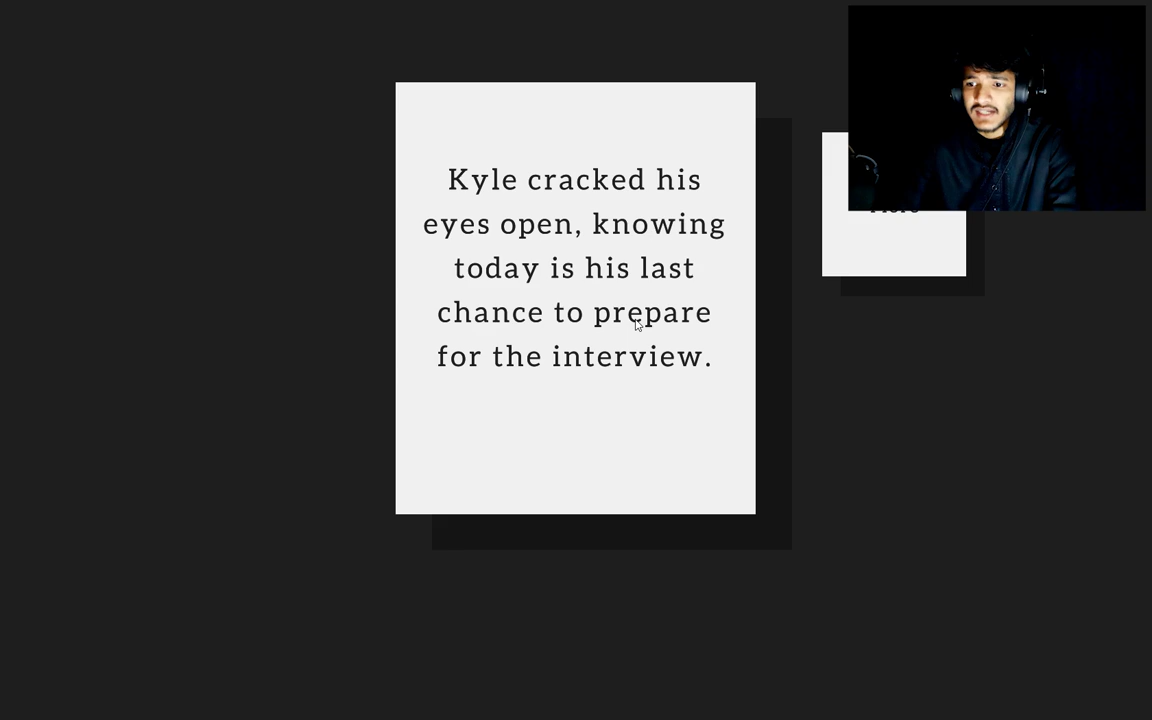 Kyle cracked his
eyes open, knowing
today is his last
chance to prepare
for the interview.